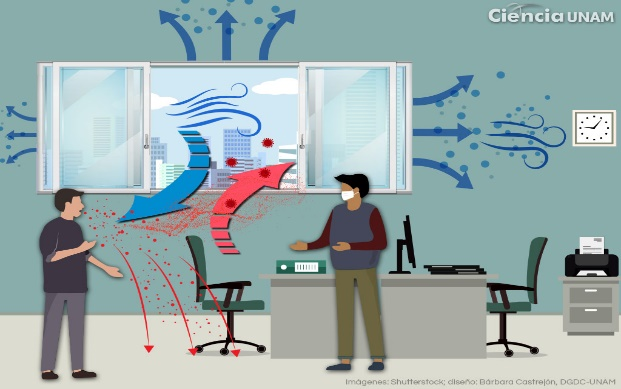 Ciencia UNAM
Imágenes: Shutterstock; diseño: Bárbara Castrejón, DGDC-UNAM